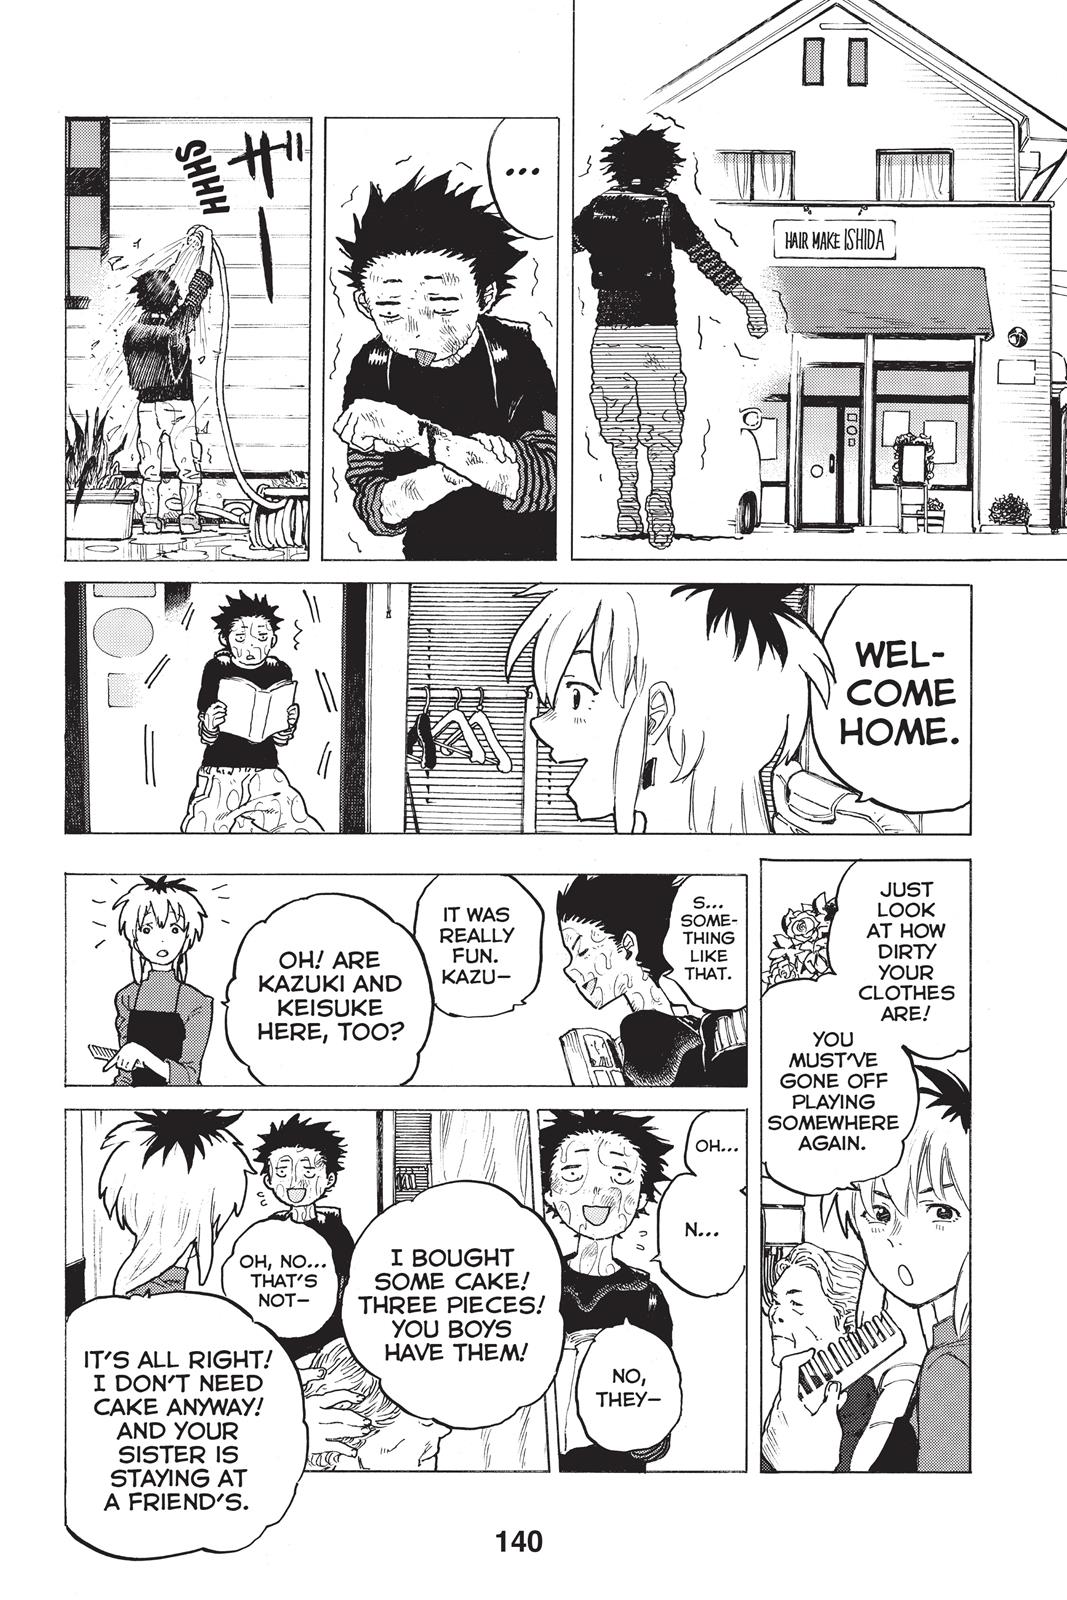 HAIR MAKE ISHIDA
...
ザーッ
SHHH
WEL-
COME
HOME.
JUST
LOOK
AT HOW
DIRTY
YOUR
CLOTHES
ARE!
YOU
MUST'VE
GONE OFF
PLAYING
SOMEWHERE
AGAIN.
S...
SOME-
THING
LIKE
THAT.
IT WAS
REALLY
FUN.
KAZU—
OH! ARE
KAZUKI AND
KEISUKE
HERE, TOO?
OH...
N...
NO,
THEY—
I BOUGHT
SOME CAKE!
THREE PIECES!
YOU BOYS
HAVE THEM!
OH, NO...
THAT'S
NOT—
IT'S ALL RIGHT!
I DON'T NEED
CAKE ANYWAY!
AND YOUR
SISTER IS
STAYING AT
A FRIEND'S.
140